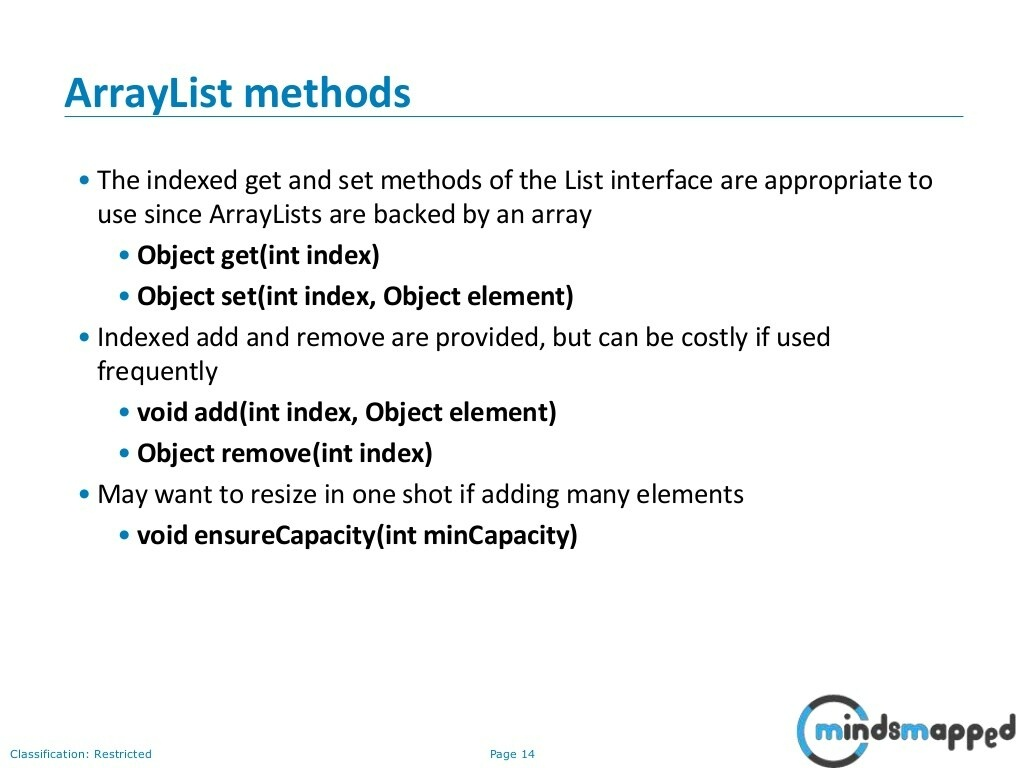 ArrayList methods
• The indexed get and set methods of the List interface are appropriate to
use since ArrayLists are backed by an array
• Object get(int index)
• Object set(int index, Object element)
• Indexed add and remove are provided, but can be costly if used
frequently
• void add(int index, Object element)
• Object remove(int index)
• May want to resize in one shot if adding many elements
• void ensureCapacity(int minCapacity)
mindsmapped
Classification: Restricted
Page 14